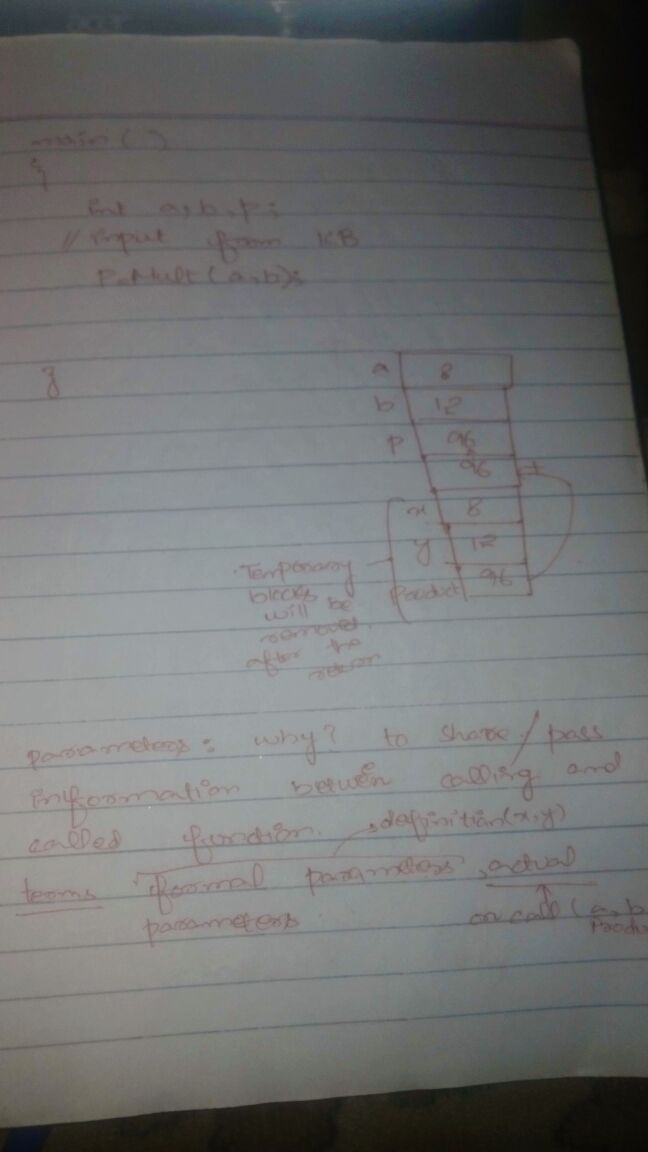 acer
main ( )
{
int a, b, p;
// input from KB
P=Mult (a,b);
}
a 8
b 12
p 96
96
x 8
y 12
Product 96
Temporary
blocks
will be
removed
after the
return
parameters: why? to share/pass
information between calling and
called function.
definition(x,y)
terms formal parameters, actual
parameters
on call (a,b
Produ